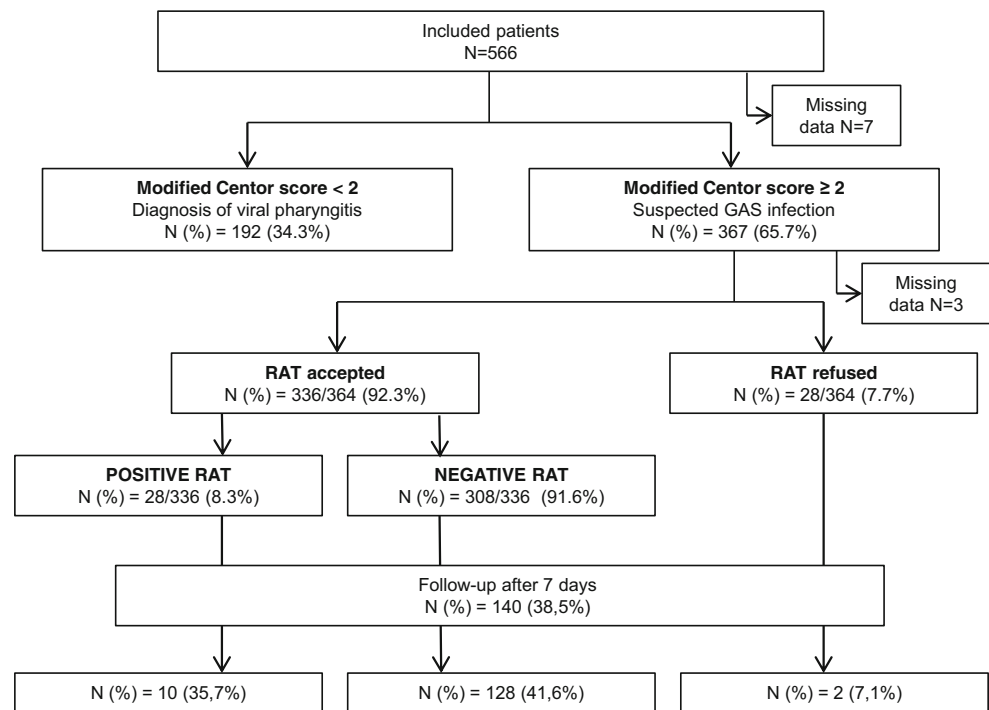 Included patients
N=566
Missing
data N=7
Modified Centor score < 2
Diagnosis of viral pharyngitis
N (%) = 192 (34.3%)
Modified Centor score ≥ 2
Suspected GAS infection
N (%) = 367 (65.7%)
Missing
data N=3
RAT accepted
N (%) = 336/364 (92.3%)
RAT refused
N (%) = 28/364 (7.7%)
POSITIVE RAT
N (%) = 28/336 (8.3%)
NEGATIVE RAT
N (%) = 308/336 (91.6%)
Follow-up after 7 days
N (%) = 140 (38,5%)
N (%) = 10 (35,7%)
N (%) = 128 (41,6%)
N (%) = 2 (7,1%)